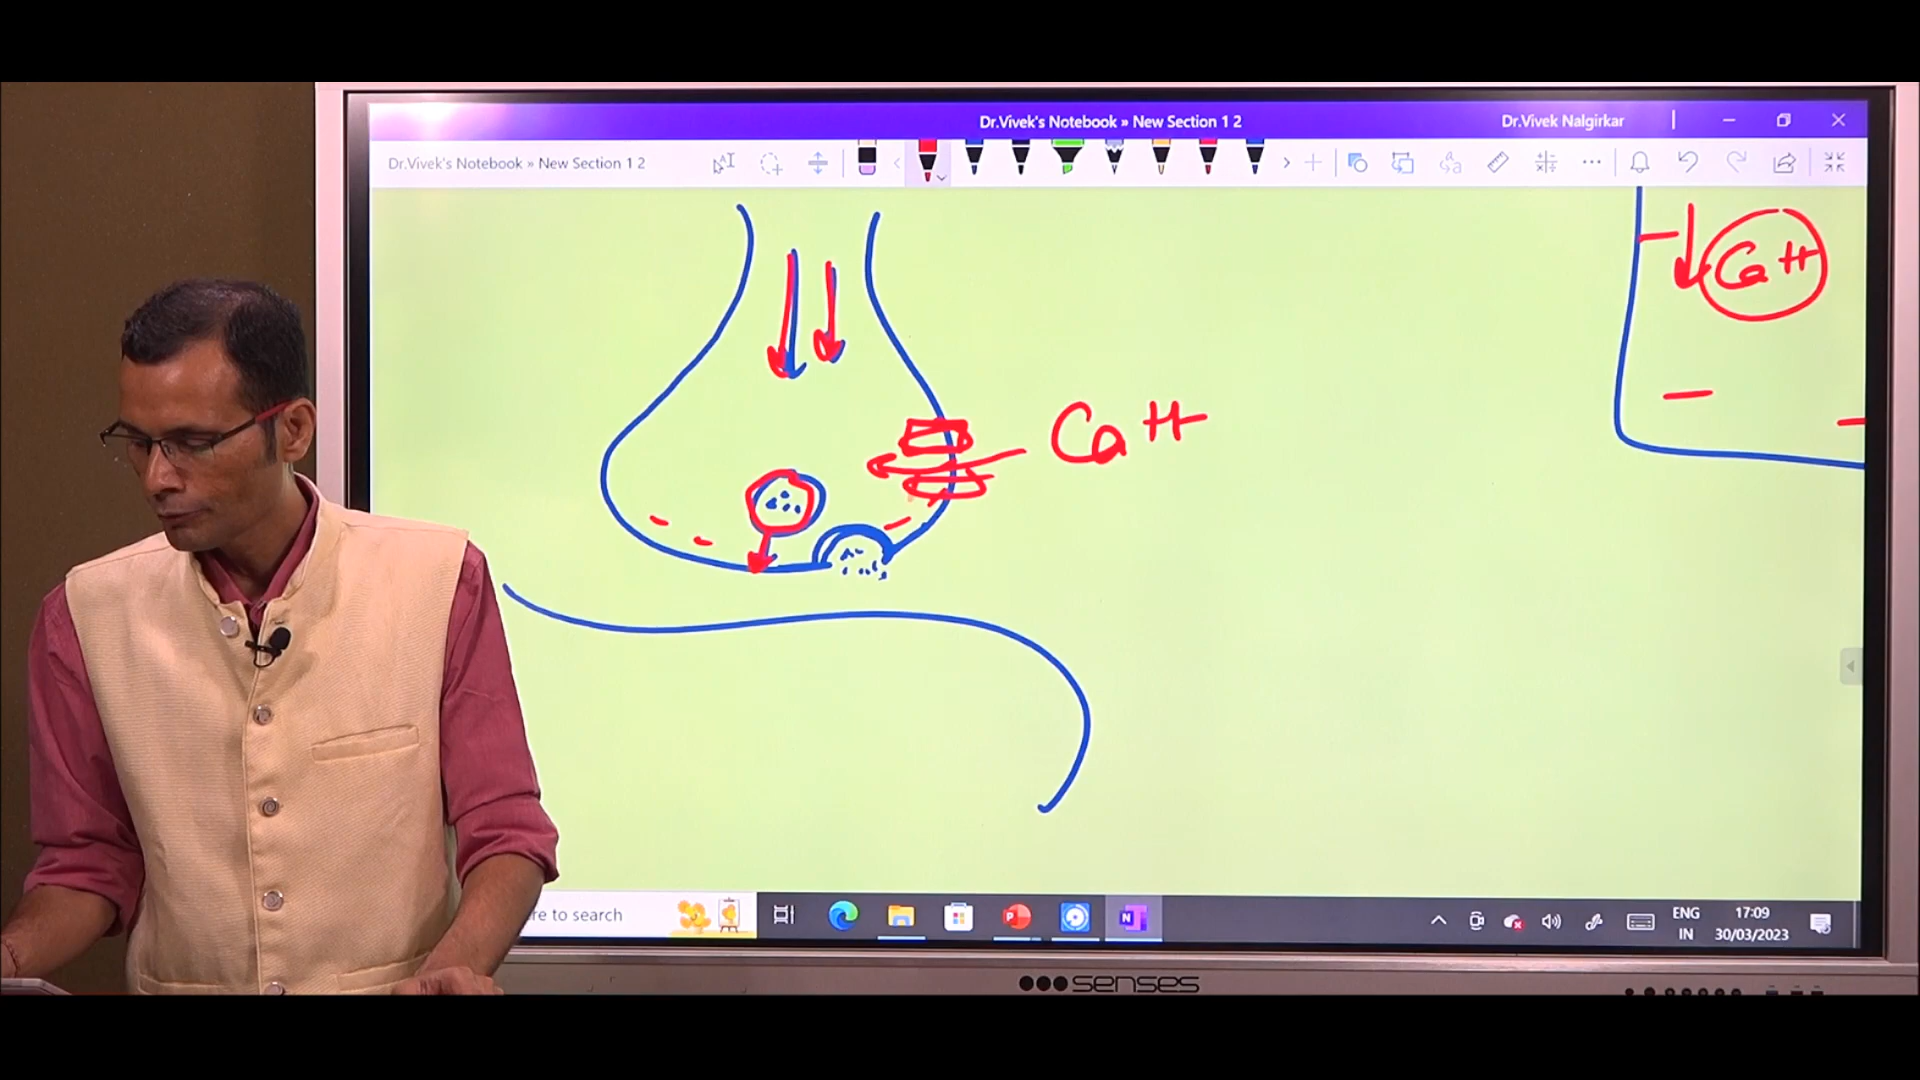 Dr.Vivek's Notebook » New Section 1 2
Dr.Vivek Nalgirkar
Dr.Vivek's Notebook » New Section 1 2
Ca++
Ca++
re to search
ENG
IN
17:09
30/03/2023
senses